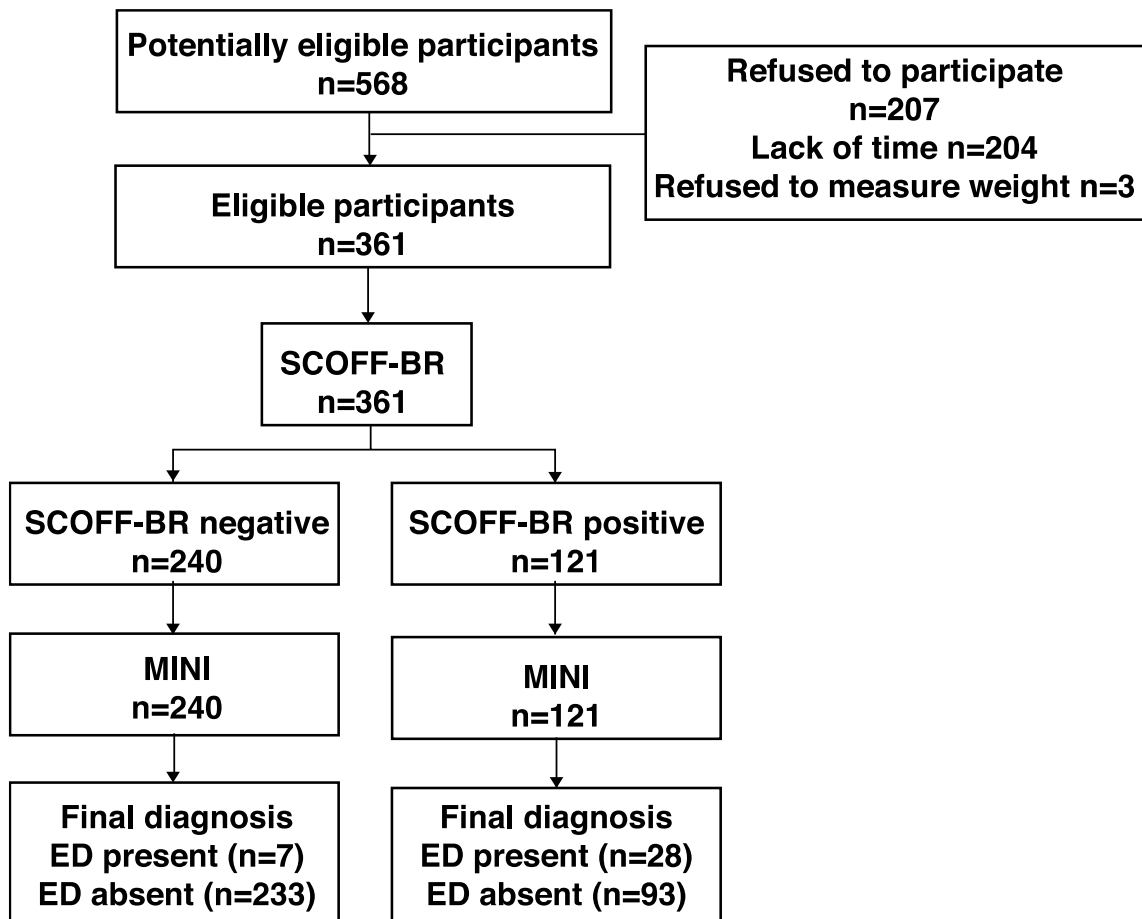 Potentially eligible participants
n=568
Refused to participate
n=207
Lack of time n=204
Refused to measure weight n=3
Eligible participants
n=361
SCOFF-BR
n=361
SCOFF-BR negative
n=240
SCOFF-BR positive
n=121
MINI
n=240
MINI
n=121
Final diagnosis
ED present (n=7)
ED absent (n=233)
Final diagnosis
ED present (n=28)
ED absent (n=93)